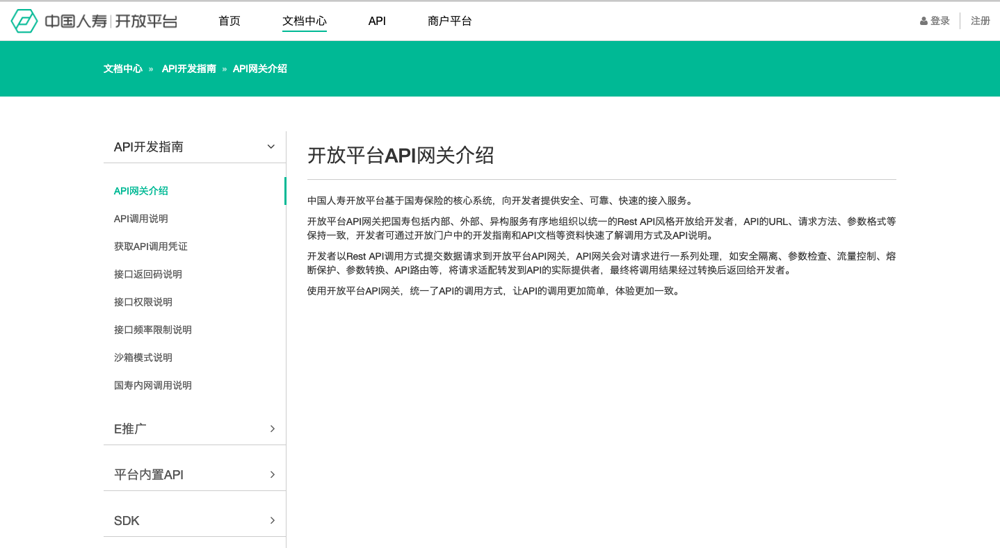 中国人寿 | 开放平台
首页
文档中心
API
商户平台
登录
注册
文档中心 » API开发指南 » API网关介绍
API开发指南
API网关介绍
API调用说明
获取API调用凭证
接口返回码说明
接口权限说明
接口频率限制说明
沙箱模式说明
国寿内网调用说明
E推广
平台内置API
SDK
开放平台API网关介绍
中国人寿开放平台基于国寿保险的核心系统，向开发者提供安全、可靠、快速的接入服务。
开放平台API网关把国寿包括内部、外部、异构服务有序地组织以统一的Rest API风格开放给开发者，API的URL、请求方法、参数格式等
保持一致，开发者可通过开放门户中的开发指南和API文档等资料快速了解调用方式及API说明。
开发者以Rest API调用方式提交数据请求到开放平台API网关，API网关会对请求进行一系列处理，如安全隔离、参数检查、流量控制、熔
断保护、参数转换、API路由等，将请求适配转发到API的实际提供者，最终将调用结果经过转换后返回给开发者。
使用开放平台API网关，统一了API的调用方式，让API的调用更加简单，体验更加一致。